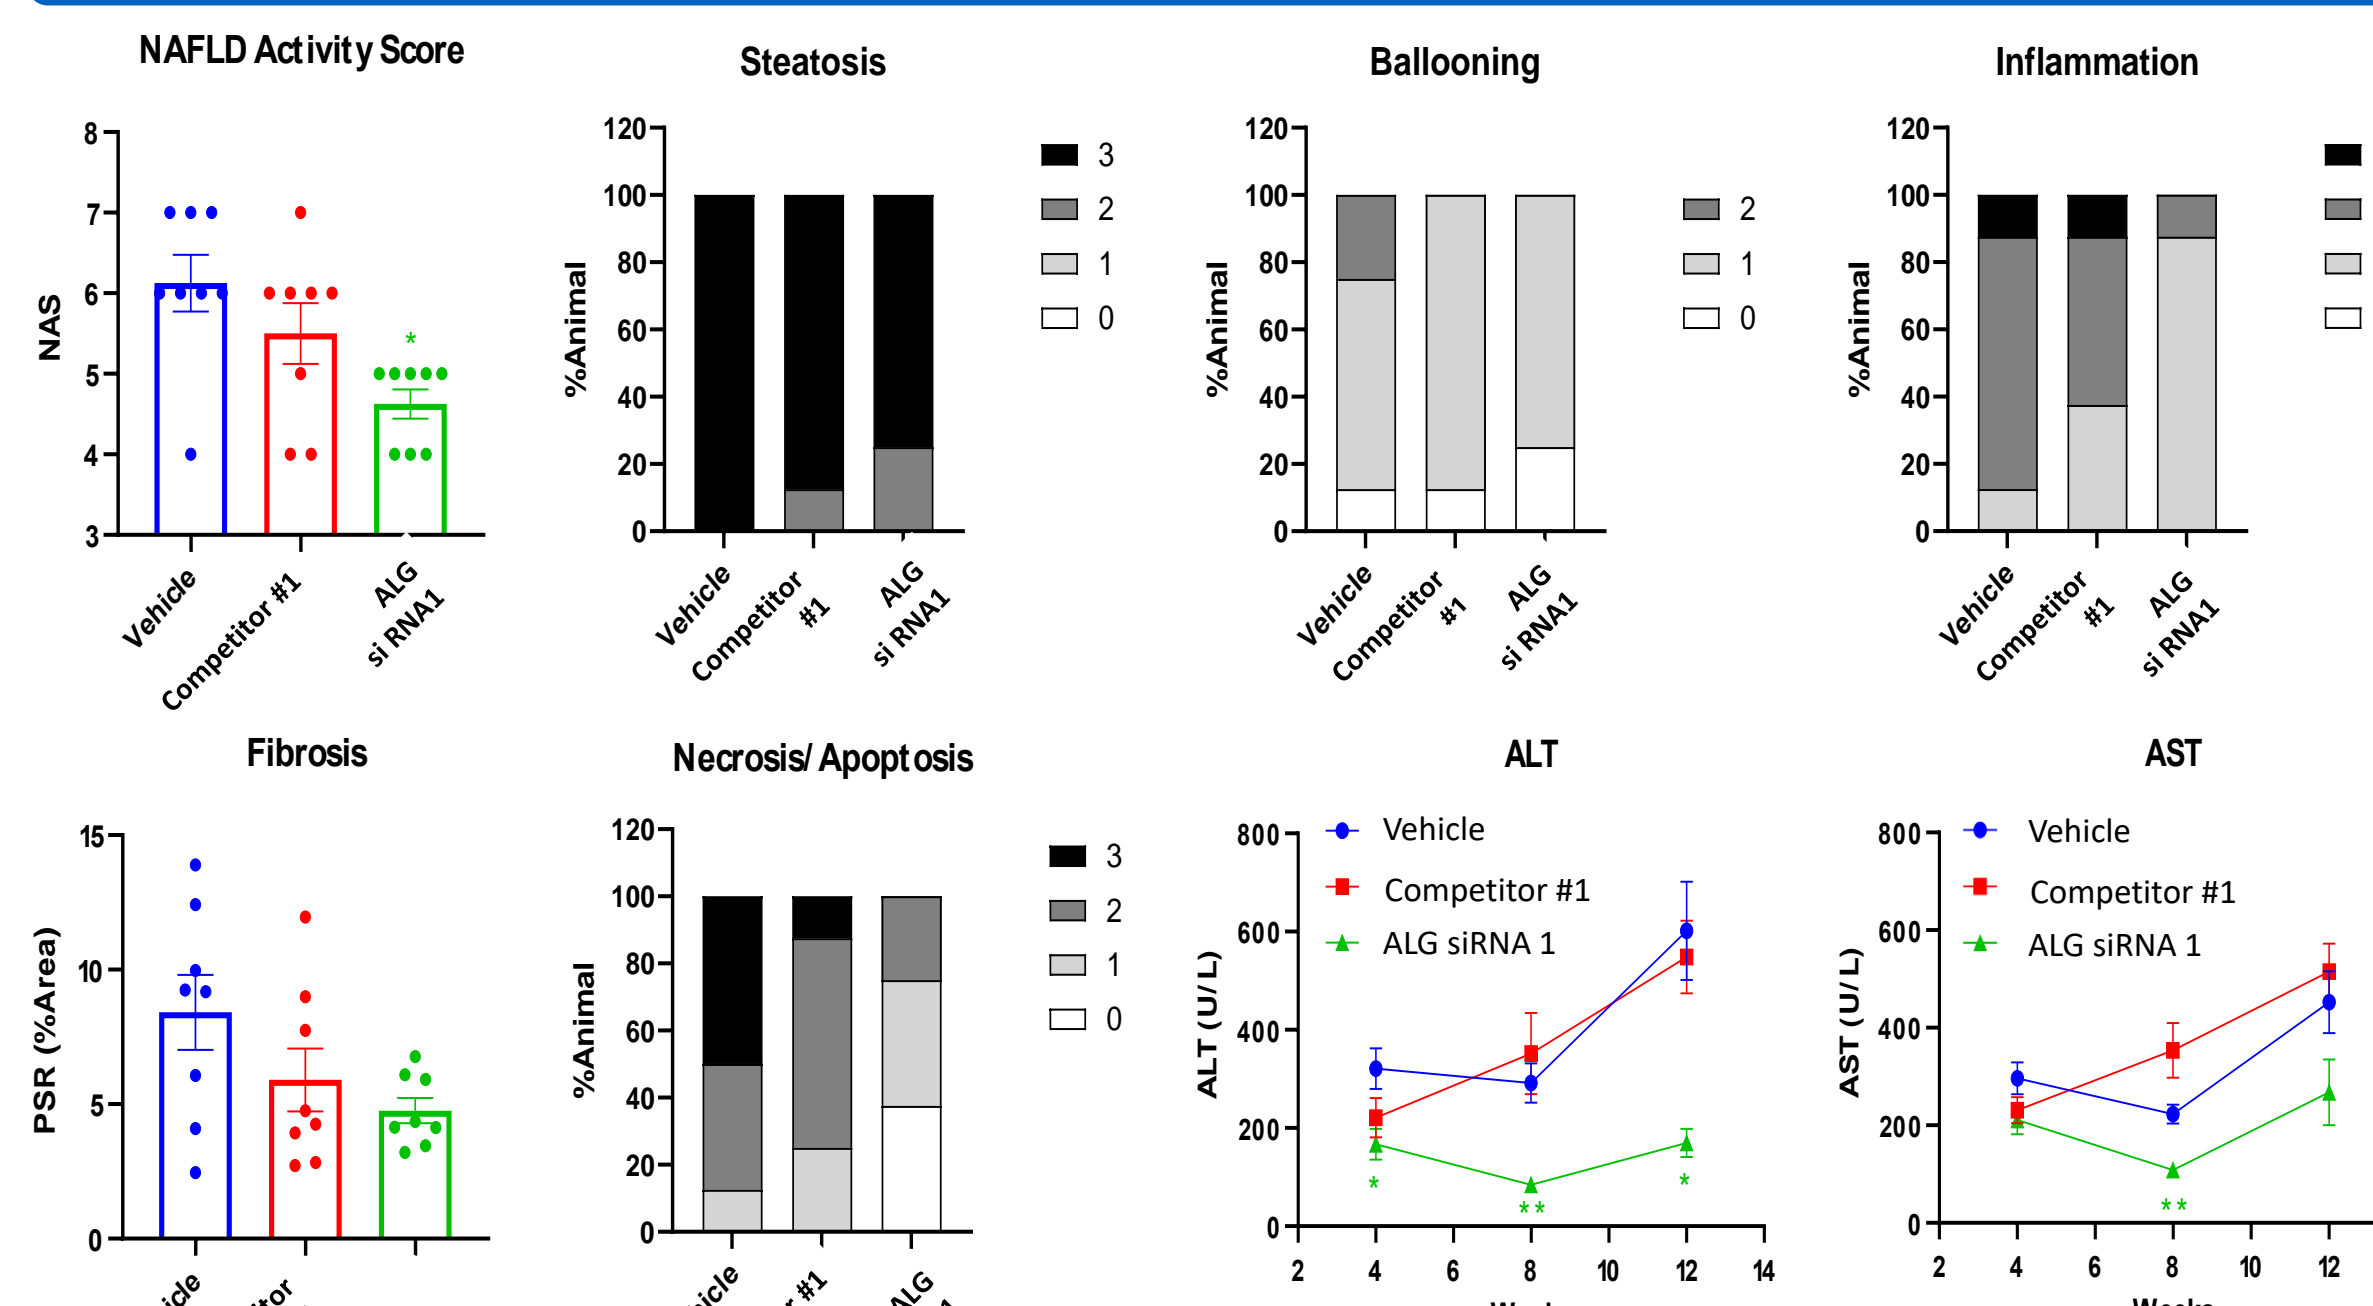 NAFLD Activity Score
8
7
6
5
4
3
NAS
*
Vehicle
Competitor #1
ALG
si RNA1
Steatosis
120
100
80
60
40
20
0
%Animal
3
2
1
0
Vehicle
Competitor
#1
ALG
si RNA1
Ballooning
120
100
80
60
40
20
0
%Animal
2
1
0
Vehicle
Competitor
#1
ALG
si RNA1
Inflammation
120
100
80
60
40
20
0
%Animal
Vehicle
Competitor
#1
ALG
si RNA1
Fibrosis
15
10
5
0
PSR (%Area)
Necrosis/ Apoptosis
120
100
80
60
40
20
0
%Animal
3
2
1
0
#1
ALG
ALT
800
600
400
200
0
ALT (U/ L)
Vehicle
Competitor #1
ALG siRNA 1
*
**
*
2 4 6 8 10 12 14
AST
800
600
400
200
0
AST (U/ L)
Vehicle
Competitor #1
ALG siRNA 1
**
2 4 6 8 10 12
Weeks